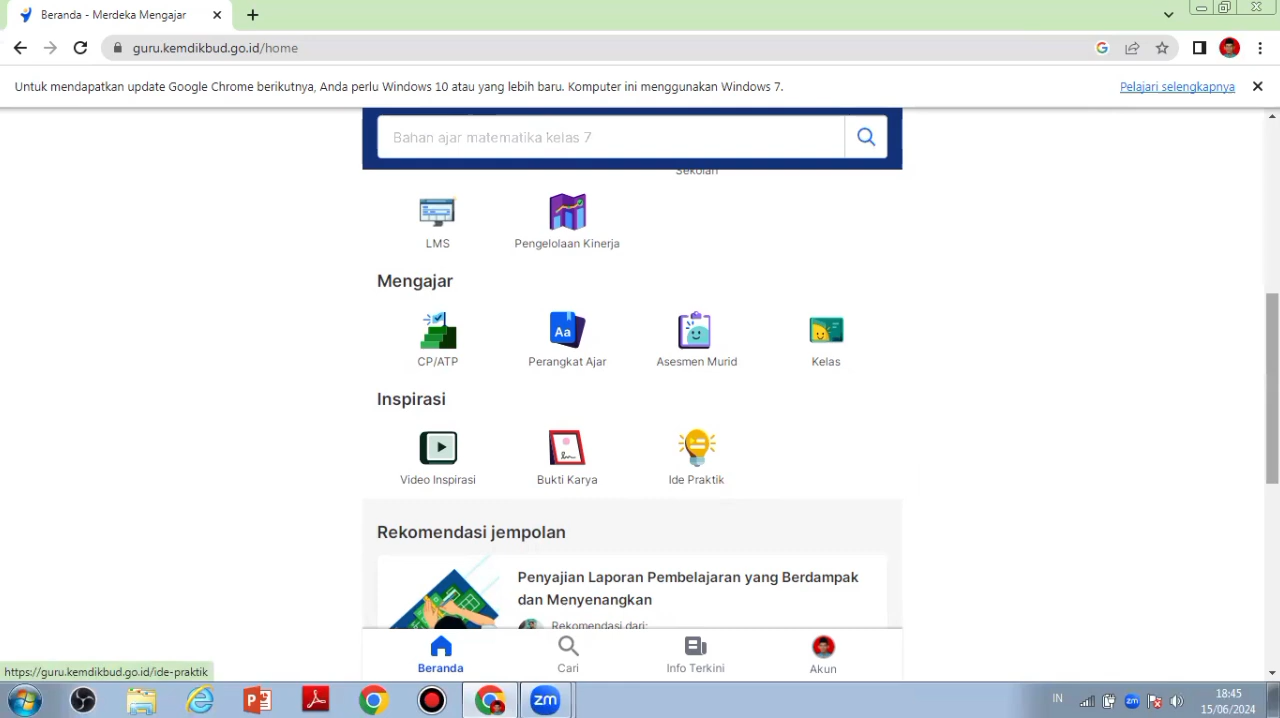 Beranda - Merdeka Mengajar
guru.kemdikbud.go.id/home
Untuk mendapatkan update Google Chrome berikutnya, Anda perlu Windows 10 atau yang lebih baru. Komputer ini menggunakan Windows 7.
Pelajari selengkapnya
Bahan ajar matematika kelas 7
Sekolah
LMS
Pengelolaan Kinerja
Mengajar
Aa
CP/ATP
Perangkat Ajar
Asesmen Murid
Kelas
Inspirasi
Video Inspirasi
Bukti Karya
Ide Praktik
Rekomendasi jempolan
Penyajian Laporan Pembelajaran yang Berdampak
dan Menyenangkan
Rekomendasi dari:
Beranda
Cari
Info Terkini
Akun
https://guru.kemdikbud.go.id/ide-praktik
zm
IN
zm
18:45
15/06/2024